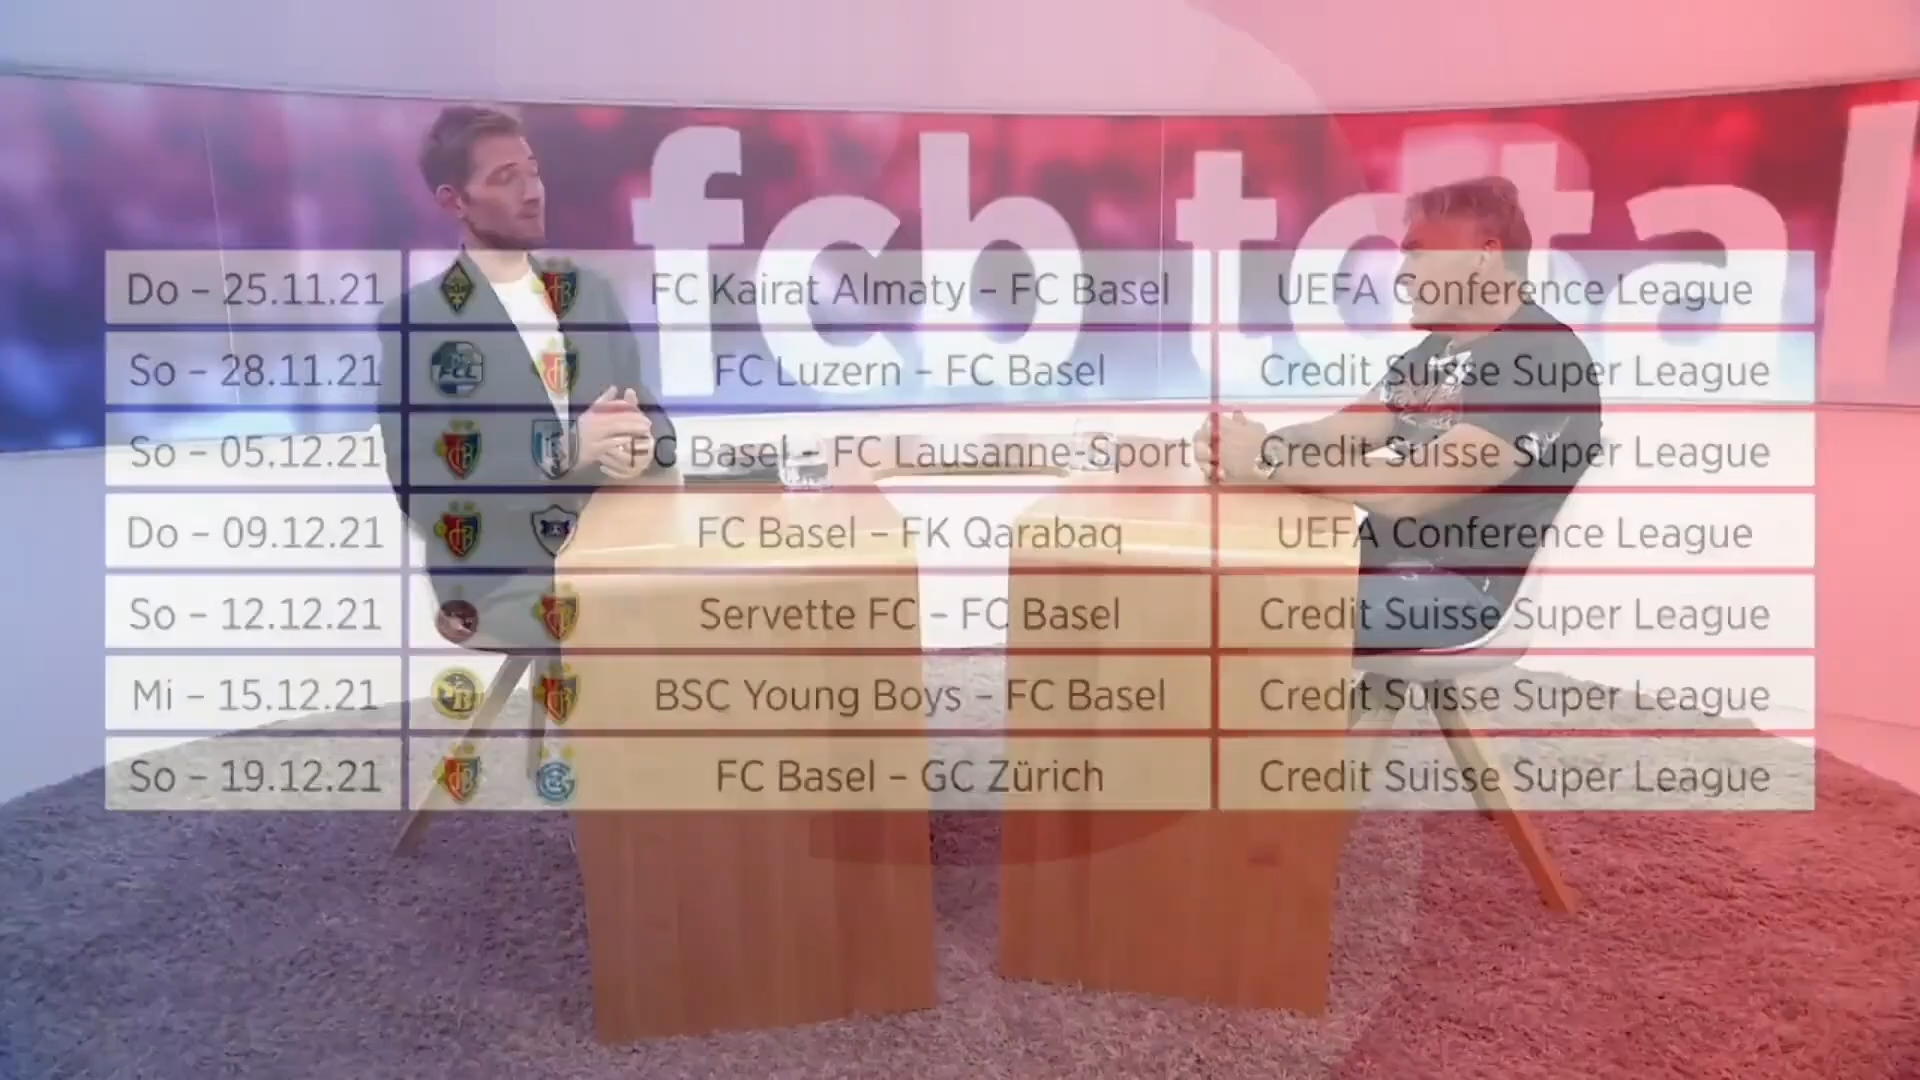 fcb total
Do – 25.11.21 FC Kairat Almaty – FC Basel UEFA Conference League
So – 28.11.21 FC Luzern – FC Basel Credit Suisse Super League
So – 05.12.21 FC Basel – FC Lausanne-Sport Credit Suisse Super League
Do – 09.12.21 FC Basel – FK Qarabaq UEFA Conference League
So – 12.12.21 Servette FC – FC Basel Credit Suisse Super League
Mi – 15.12.21 BSC Young Boys – FC Basel Credit Suisse Super League
So – 19.12.21 FC Basel – GC Zürich Credit Suisse Super League